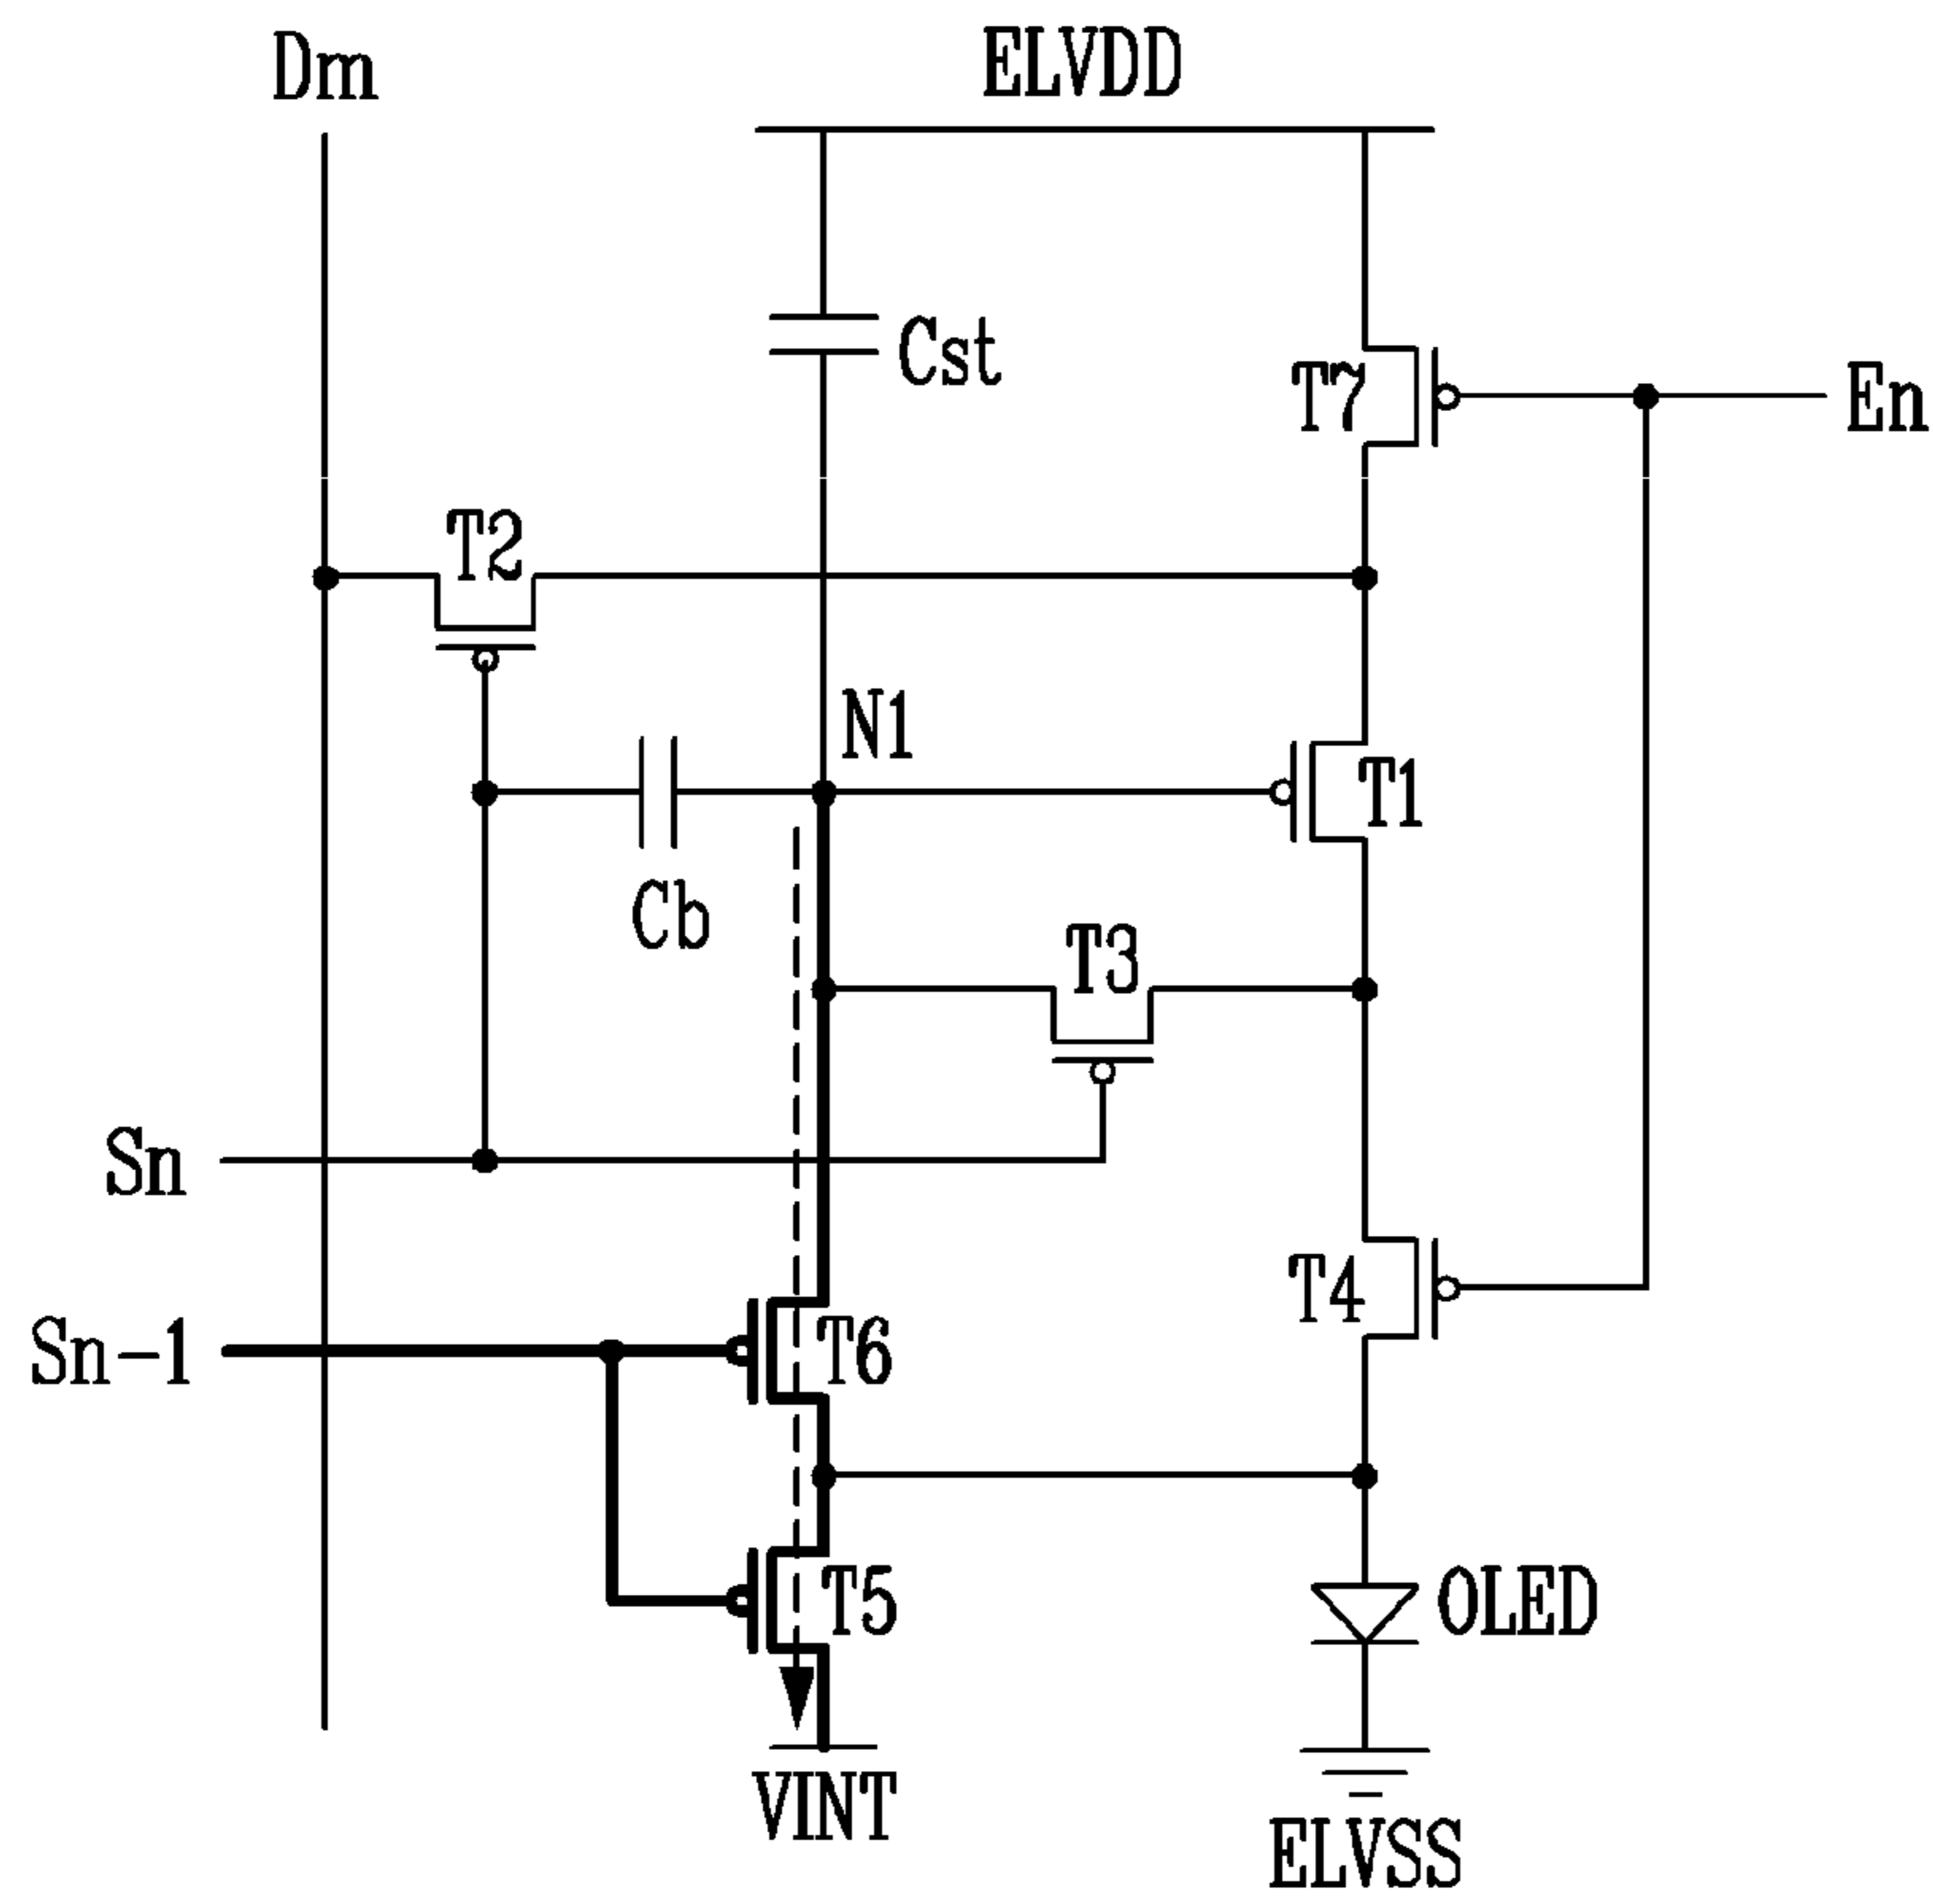 Dm
ELVDD
Cst
T7
En
T2
N1
T1
Cb
T3
Sn
T4
Sn-1
T6
T5
OLED
VINT
ELVSS